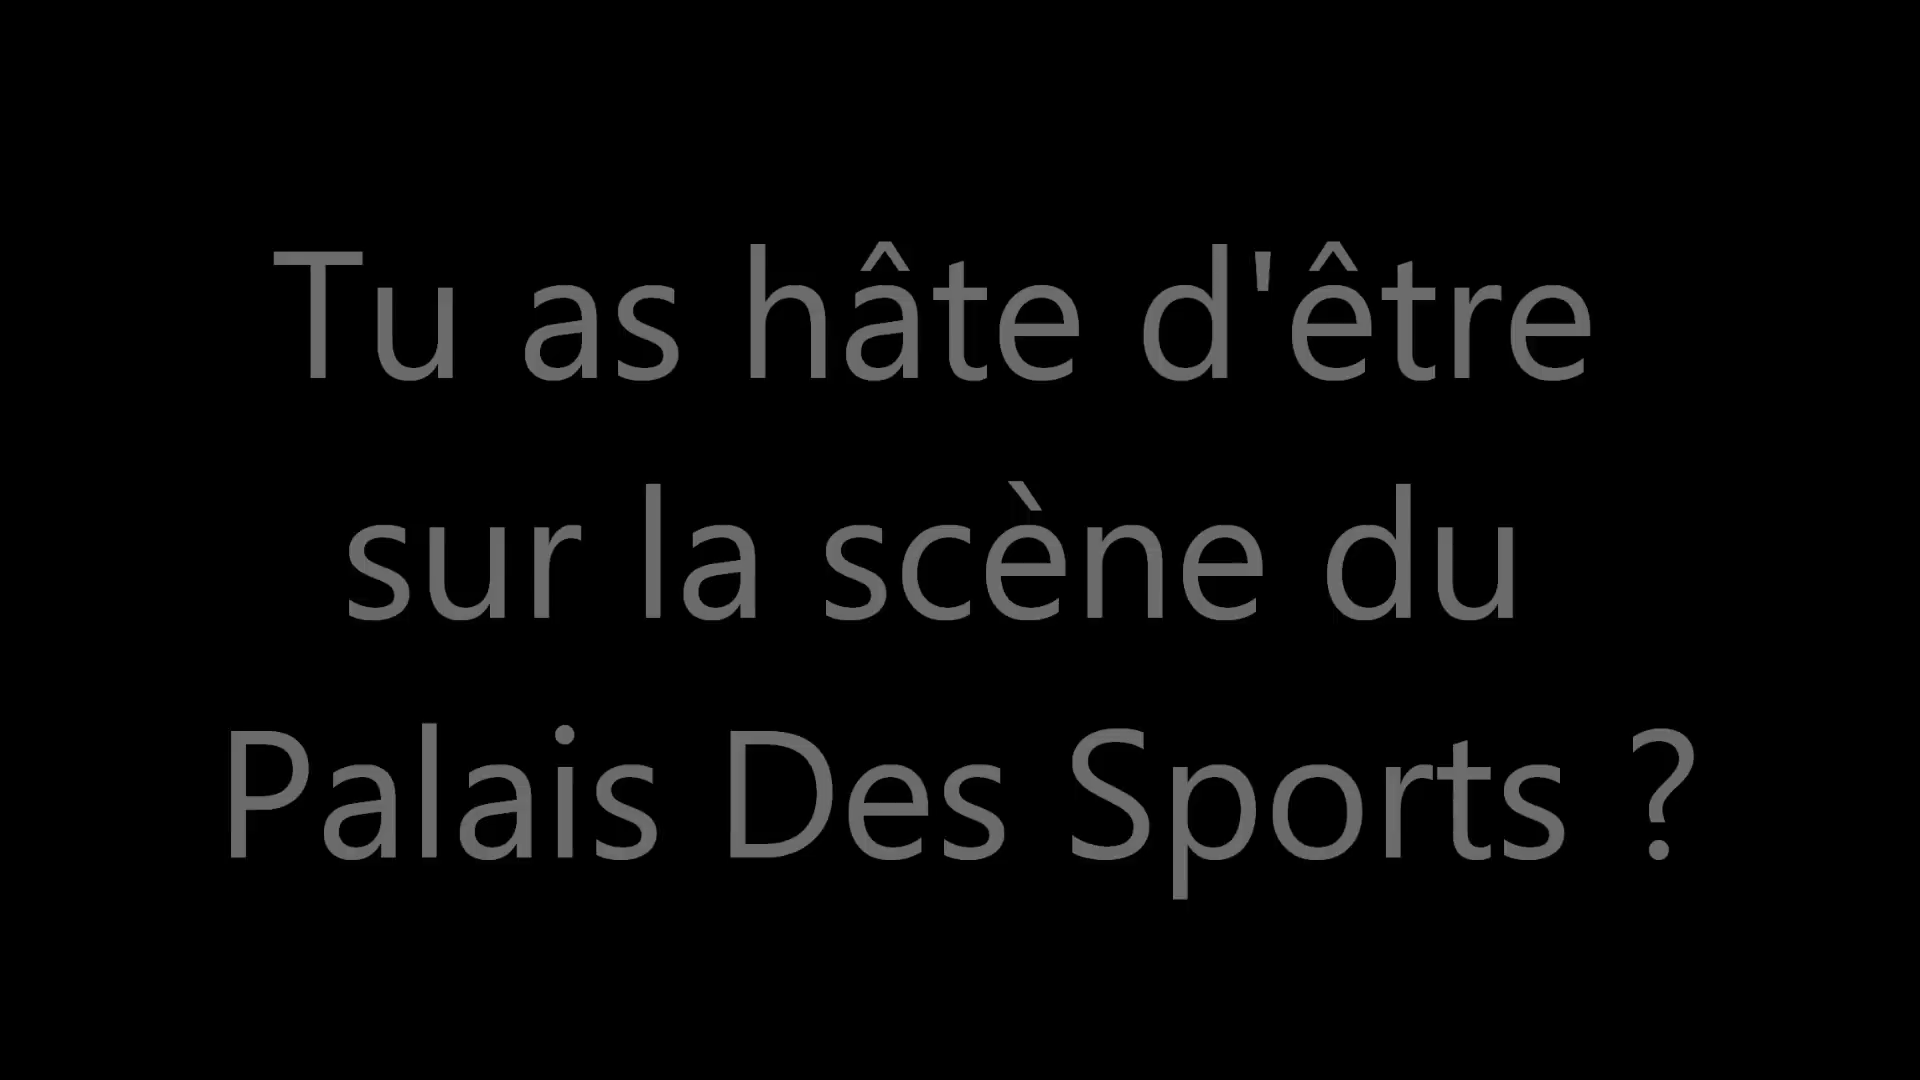 Tu as hâte d'être
sur la scène du
Palais Des Sports ?